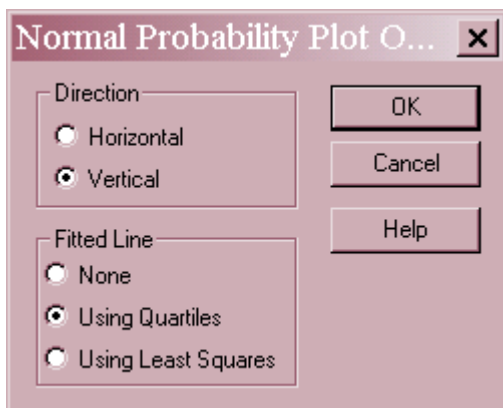 Normal Probability Plot O...
Direction
Horizontal
Vertical
Fitted Line
None
Using Quartiles
Using Least Squares
OK
Cancel
Help